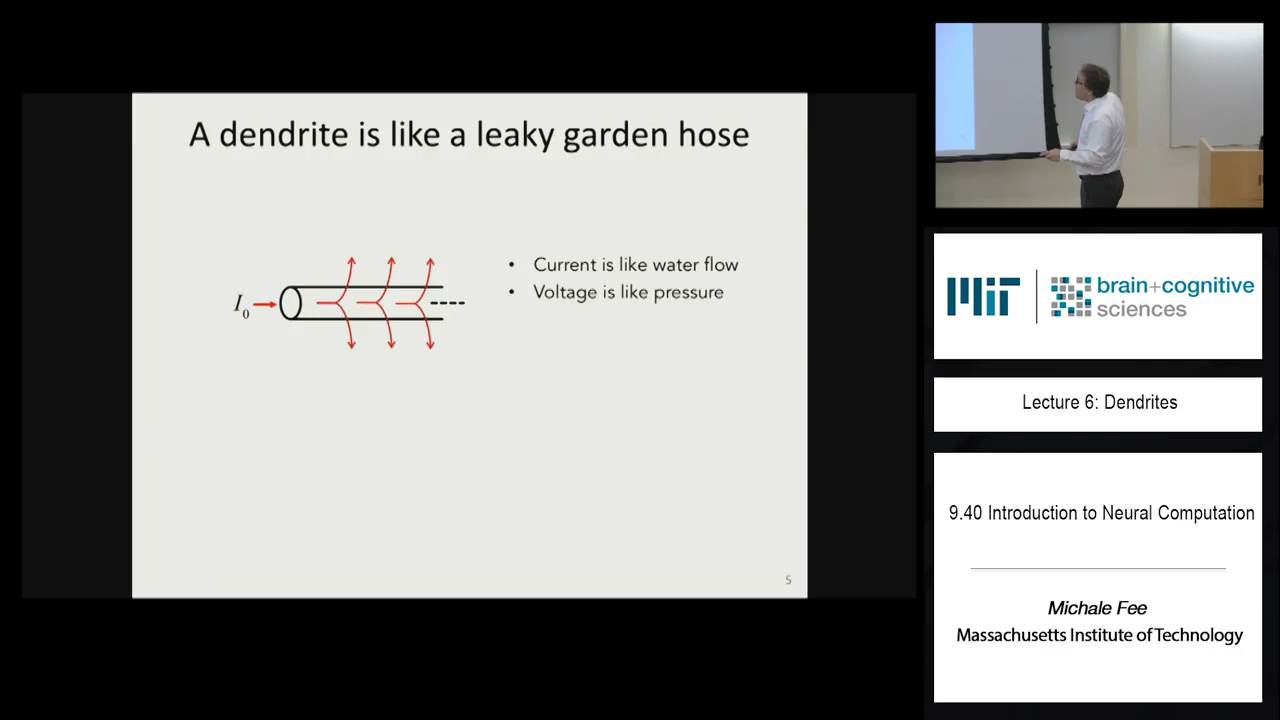 A dendrite is like a leaky garden hose
I0
• Current is like water flow
• Voltage is like pressure
5
MIT
brain+cognitive
sciences
Lecture 6: Dendrites
9.40 Introduction to Neural Computation
Michale Fee
Massachusetts Institute of Technology